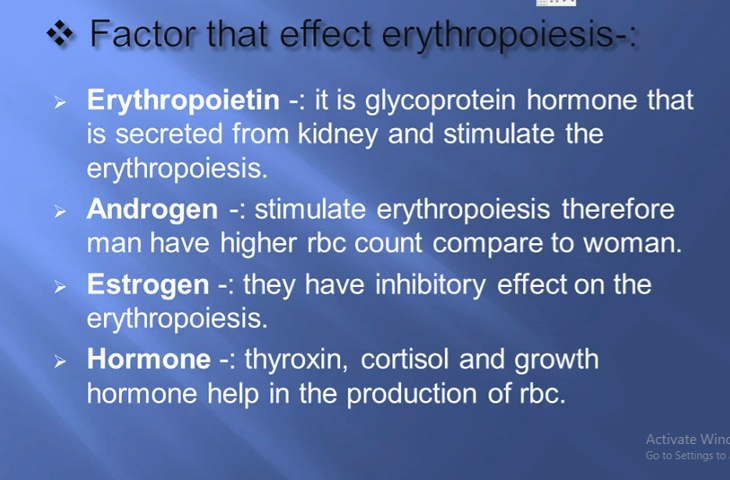 ❖ Factor that effect erythropoiesis-:
➢ Erythropoietin -: it is glycoprotein hormone that
is secreted from kidney and stimulate the
erythropoiesis.
➢ Androgen -: stimulate erythropoiesis therefore
man have higher rbc count compare to woman.
➢ Estrogen -: they have inhibitory effect on the
erythropoiesis.
➢ Hormone -: thyroxin, cortisol and growth
hormone help in the production of rbc.
Activate
Go to Settings to